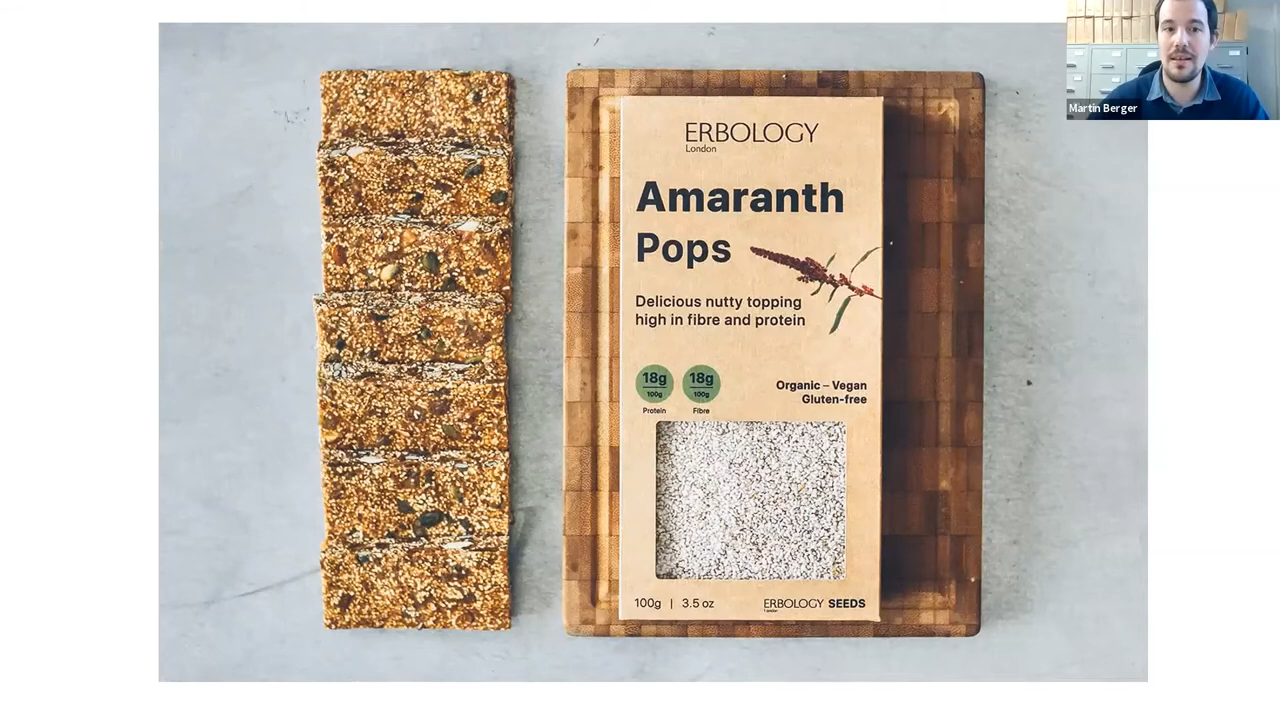 ERBOLOGY
London
Amaranth
Pops
Delicious nutty topping
high in fibre and protein
18g
100g
Protein
18g
100g
Fibre
Organic – Vegan
Gluten-free
100g | 3.5 oz
ERBOLOGY SEEDS
London
Martin Berger